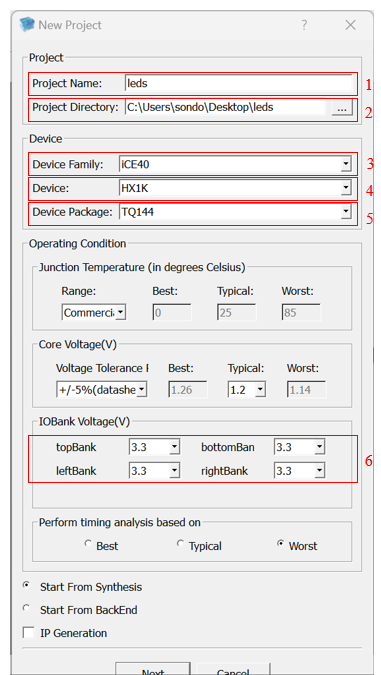 New Project ? ×
Project
Project Name: leds 1
Project Directory: C:\Users\sondo\Desktop\leds ... 2
Device
Device Family: iCE40 3
Device: HX1K 4
Device Package: TQ144 5
Operating Condition
Junction Temperature (in degrees Celsius)
Range: Best: Typical: Worst:
Commercia 0 25 85
Core Voltage(V)
Voltage Tolerance F Best: Typical: Worst:
+/-5%(datashe 1.26 1.2 1.14
IOBank Voltage(V)
topBank 3.3 bottomBan 3.3
leftBank 3.3 rightBank 3.3 6
Perform timing analysis based on
Best Typical Worst
Start From Synthesis
Start From BackEnd
IP Generation
Next Cancel